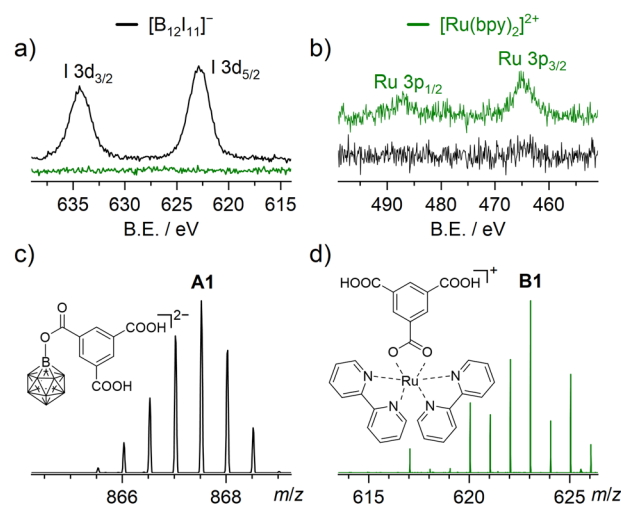 [B₁₂I₁₁]⁻
[Ru(bpy)₂]²⁺
a)
I 3d₃/₂
I 3d₅/₂
635 630 625 620 615
B.E. / eV
b)
Ru 3p₁/₂
Ru 3p₃/₂
490 480 470 460
B.E. / eV
c)
A1
2−
O
O
B
COOH
COOH
866 868 m/z
d)
B1
+
HOOC COOH
O O
Ru
N N
N N
615 620 625 m/z